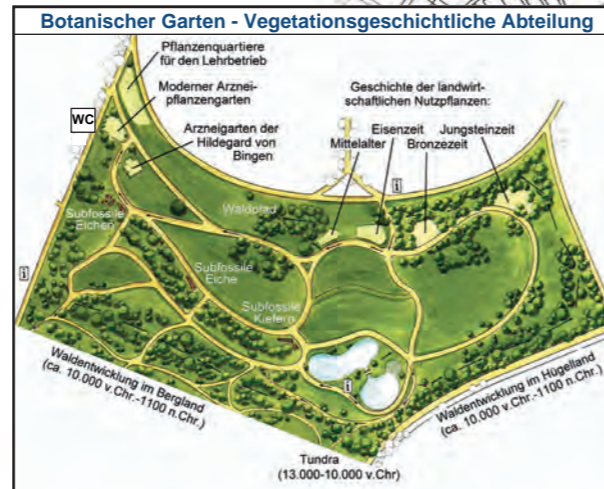 Botanischer Garten - Vegetationsgeschichtliche Abteilung
Pflanzenquartiere
für den Lehrbetrieb
Moderner Arznei-
pflanzengarten
WC
Arzneigarten der
Hildegard von
Bingen
Geschichte der landwirt-
schaftlichen Nutzpflanzen:
Eisenzeit
Jungsteinzeit
Mittelalter
Bronzezeit
i
Waldpfad
Subfossile
Eichen
Subfossile
Eiche
i
Subfossile
Kiefern
i
Waldentwicklung im Bergland
(ca. 10.000 v.Chr.-1100 n.Chr.)
Waldentwicklung im Hügelland
(ca. 10.000 v.Chr.-1100 n.Chr.)
Tundra
(13.000-10.000 v.Chr)